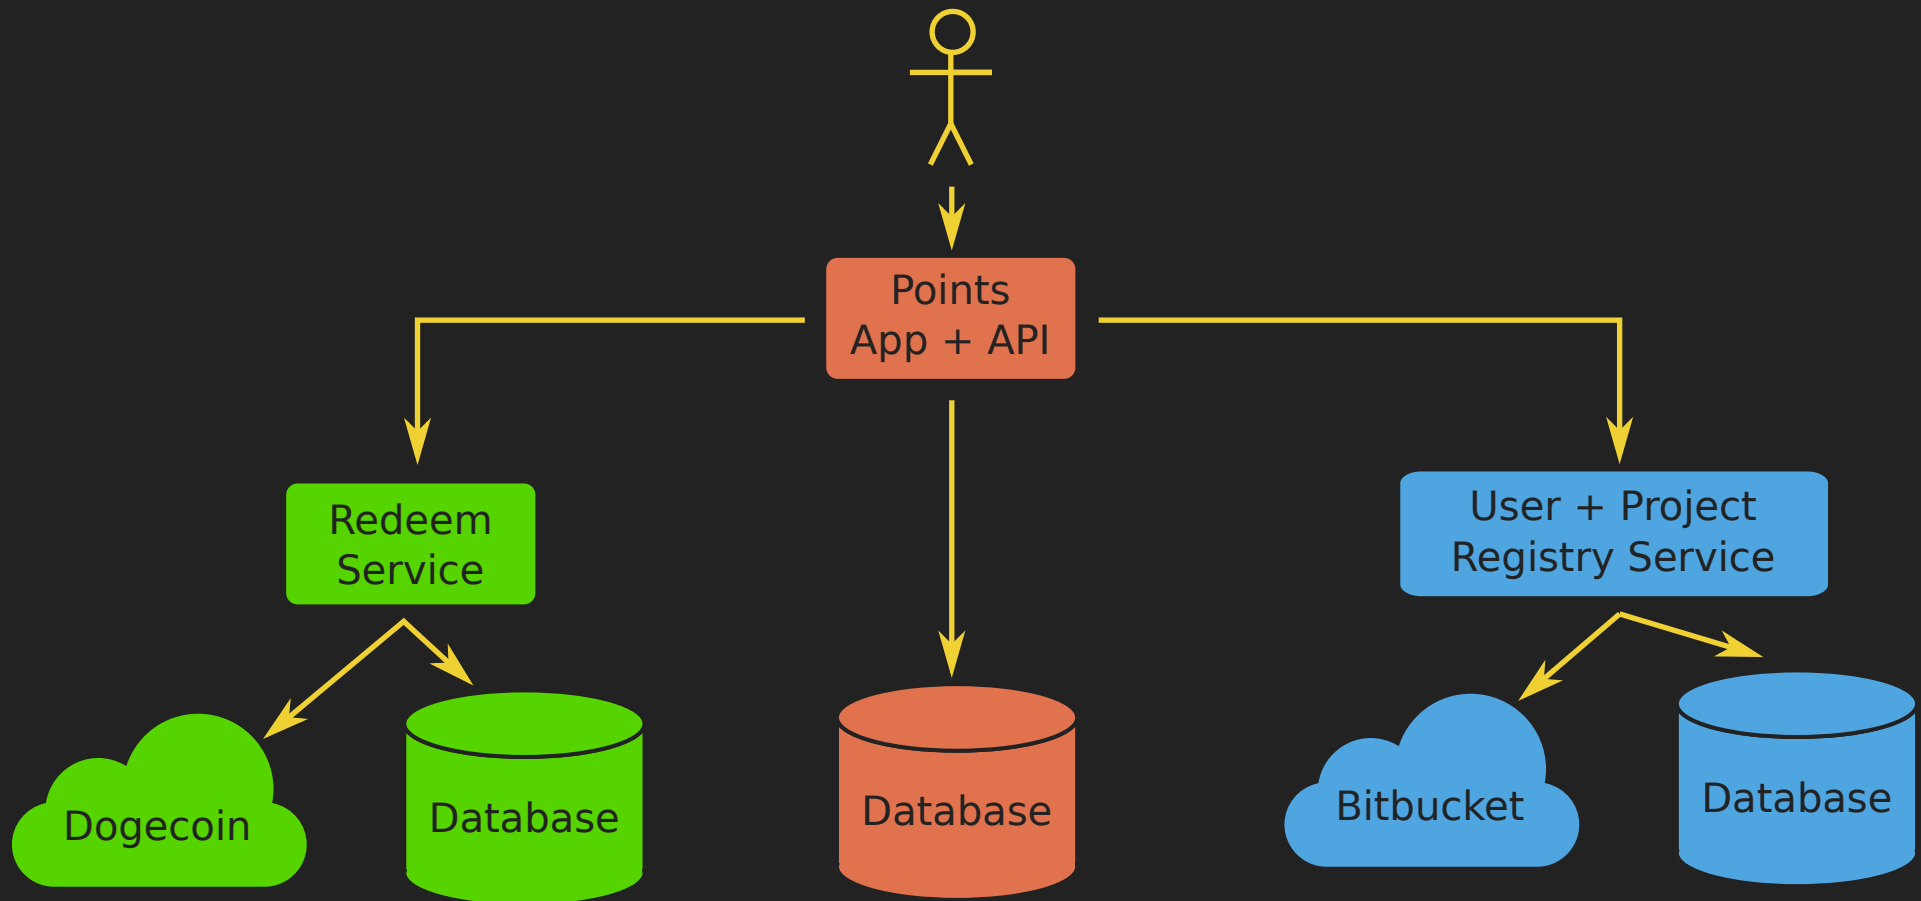 Points
App + API
Redeem
Service
User + Project
Registry Service
Dogecoin
Database
Database
Bitbucket
Database